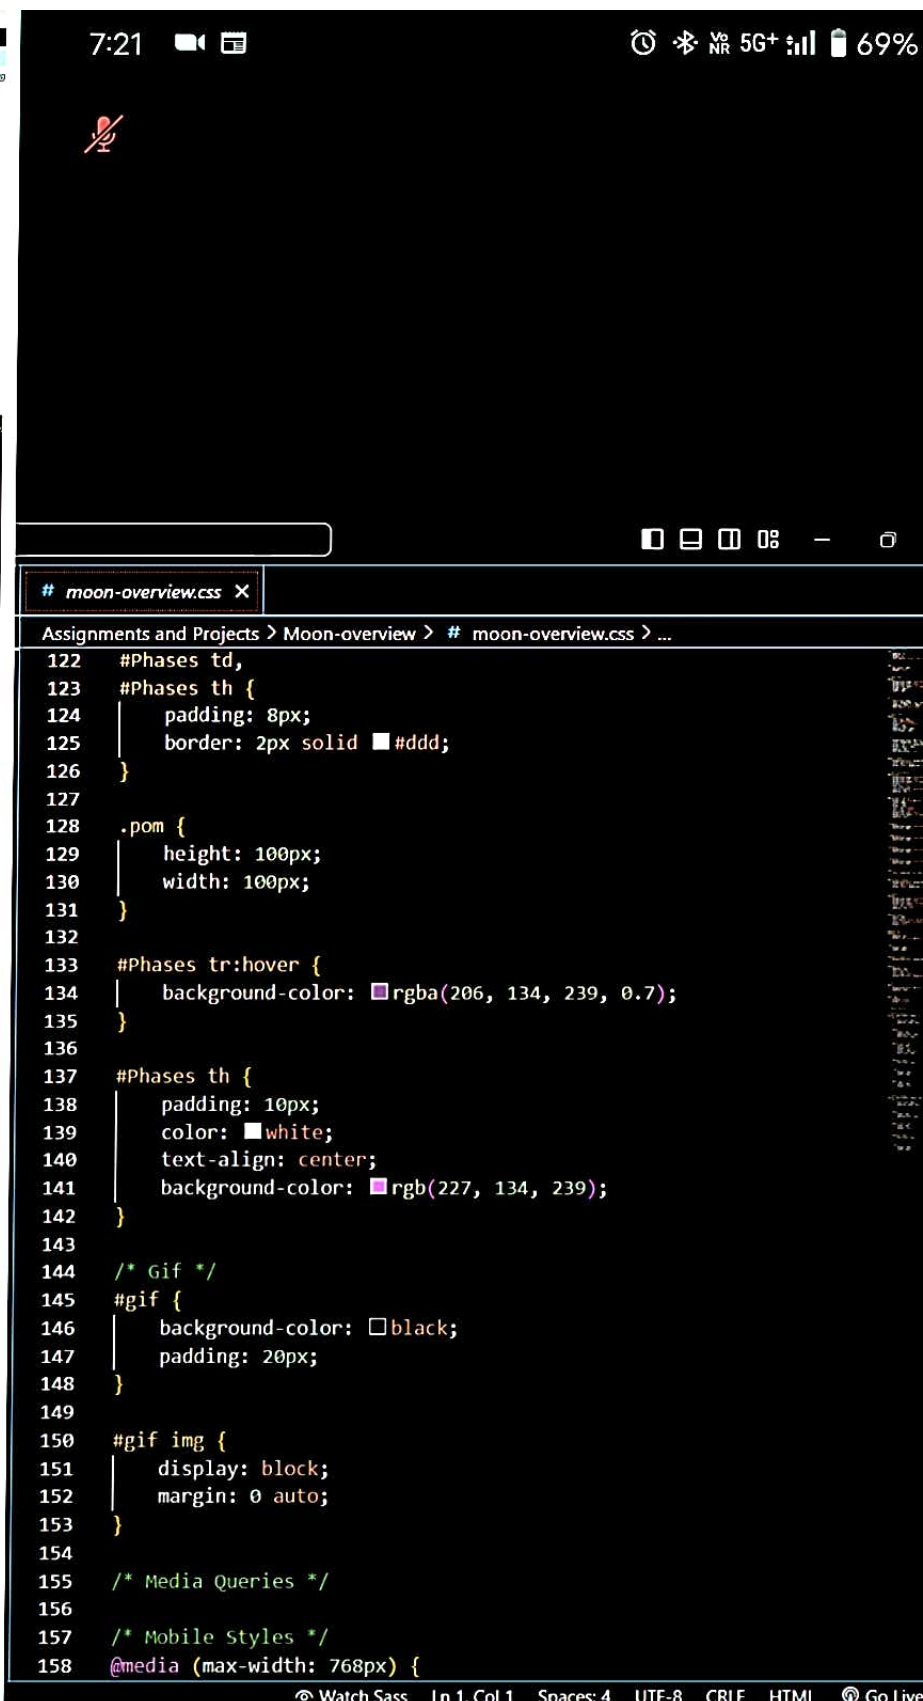 7:21 Vo NR 5G+ 69%
# moon-overview.css ×
Assignments and Projects > Moon-overview > # moon-overview.css > ...
122 #Phases td,
123 #Phases th {
124     padding: 8px;
125     border: 2px solid #ddd;
126 }
127
128 .pom {
129     height: 100px;
130     width: 100px;
131 }
132
133 #Phases tr:hover {
134     background-color: rgba(206, 134, 239, 0.7);
135 }
136
137 #Phases th {
138     padding: 10px;
139     color: white;
140     text-align: center;
141     background-color: rgb(227, 134, 239);
142 }
143
144 /* Gif */
145 #gif {
146     background-color: black;
147     padding: 20px;
148 }
149
150 #gif img {
151     display: block;
152     margin: 0 auto;
153 }
154
155 /* Media Queries */
156
157 /* Mobile Styles */
158 @media (max-width: 768px) {
Watch Sass Ln 1, Col 1 Spaces: 4 UTF-8 CRLF HTML Go Live